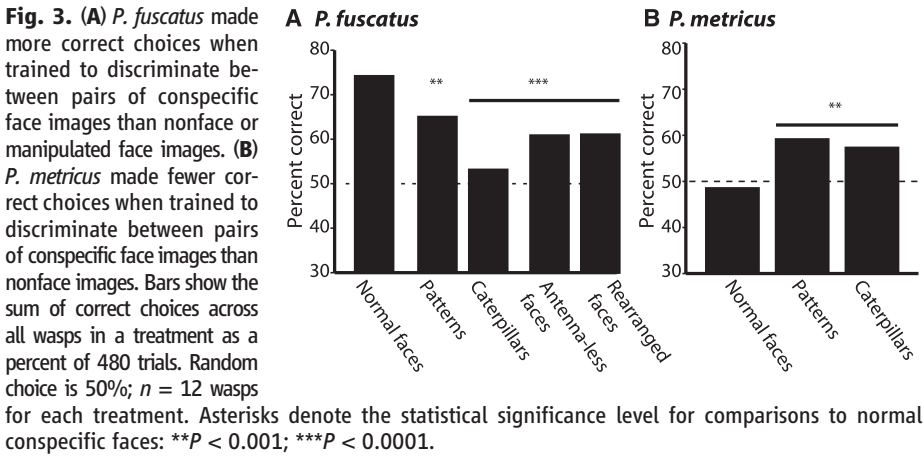 Fig. 3. (A) P. fuscatus made
more correct choices when
trained to discriminate be-
tween pairs of conspecific
face images than nonface or
manipulated face images. (B)
P. metricus made fewer cor-
rect choices when trained to
discriminate between pairs
of conspecific face images than
nonface images. Bars show the
sum of correct choices across
all wasps in a treatment as a
percent of 480 trials. Random
choice is 50%; n = 12 wasps
for each treatment. Asterisks denote the statistical significance level for comparisons to normal
conspecific faces: **P < 0.001; ***P < 0.0001.
A P. fuscatus
Percent correct
80
70
60
50
40
30
**
***
Normal faces
Patterns
Caterpillars
Antenna-less
faces
Rearranged
faces
B P. metricus
Percent correct
80
70
60
50
40
30
**
Normal faces
Patterns
Caterpillars